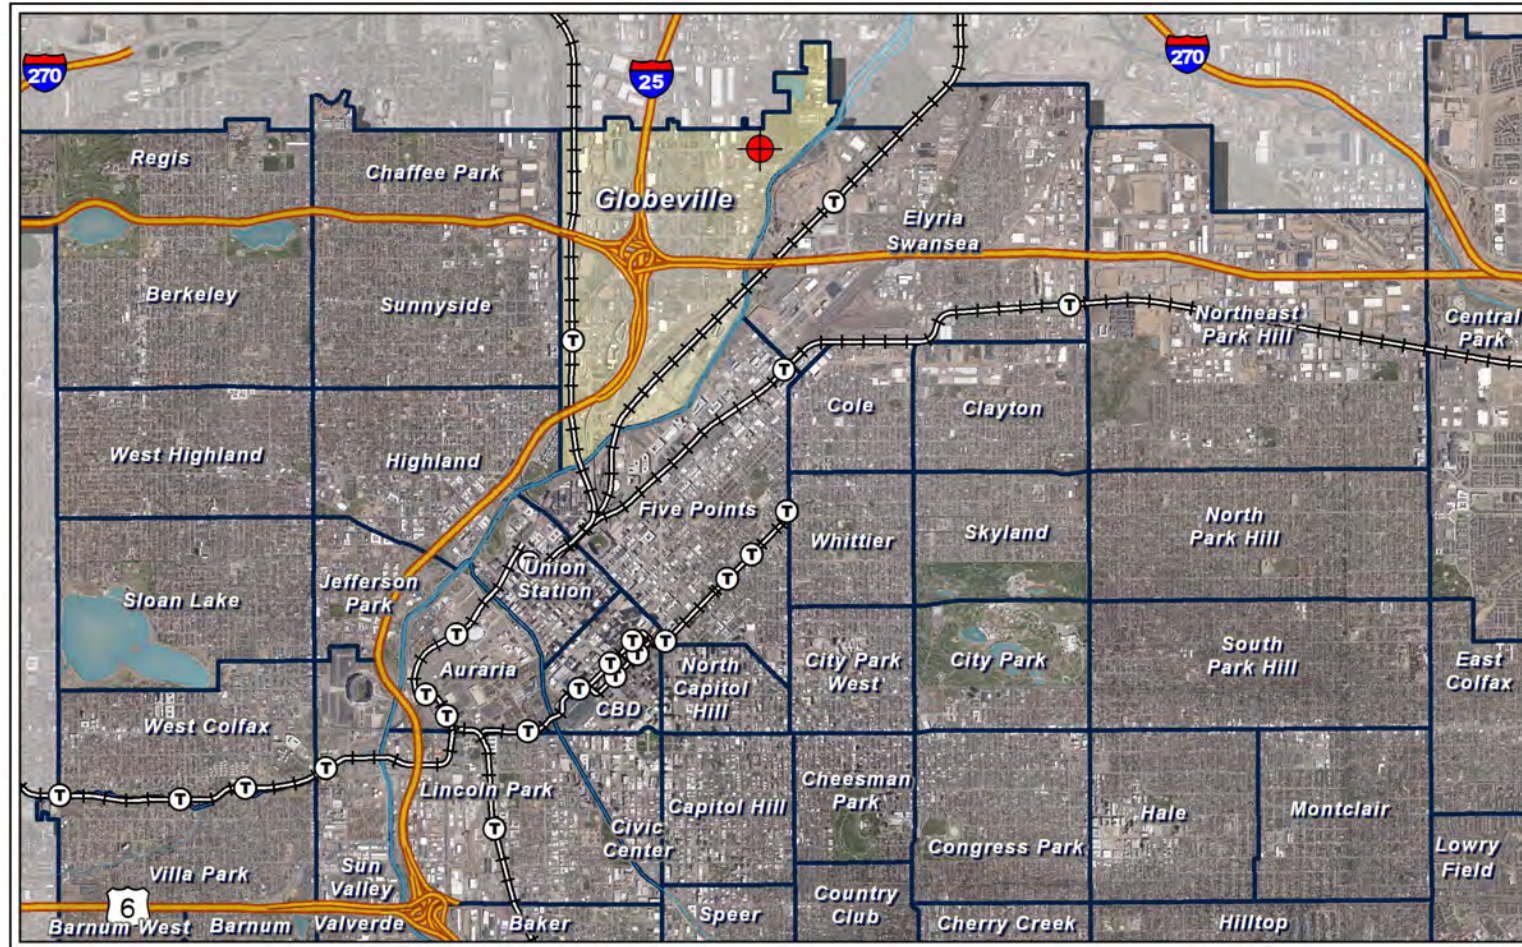 270
25
270
Regis
Chaffee Park
Globeville
Elyria
Swansea
Berkeley
Sunnyside
T
T
T
Northeast
Park Hill
Central
Park
T
Cole
Clayton
West Highland
Highland
Five Points
T
Whittier
Skyland
North
Park Hill
T
T
Union
Station
Jefferson
Park
Sloan Lake
T
T
T
T
T
T
Auraria
North
Capitol
Hill
City Park
West
City Park
South
Park Hill
East
Colfax
T
T
T
CBD
T
T
West Colfax
T
T
T
T
Lincoln Park
Capitol Hill
Cheesman
Park
Hale
Montclair
T
Civic
Center
Congress Park
Lowry
Field
Villa Park
Sun
Valley
6
Country
Club
Barnum West
Barnum
Valverde
Baker
Speer
Cherry Creek
Hilltop